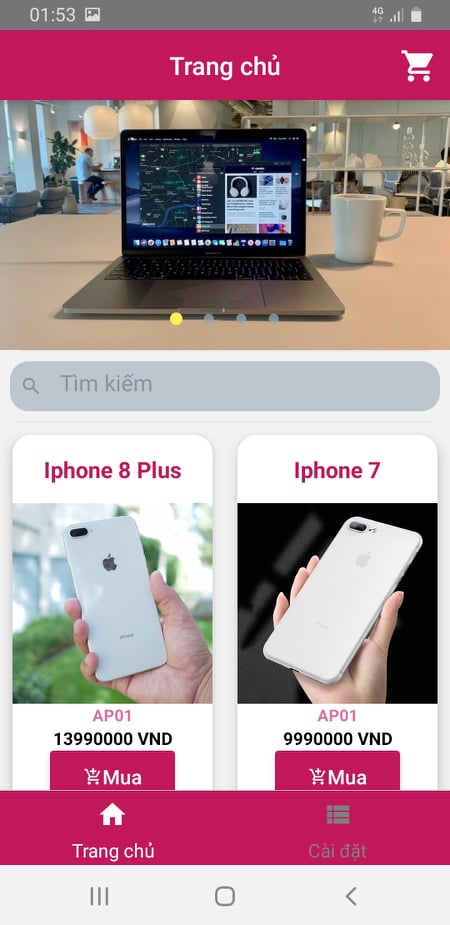 01:53
4G
Trang chủ
Tìm kiếm
Iphone 8 Plus
Iphone 7
AP01
AP01
13990000 VND
9990000 VND
Mua
Mua
Trang chủ
Cài đặt